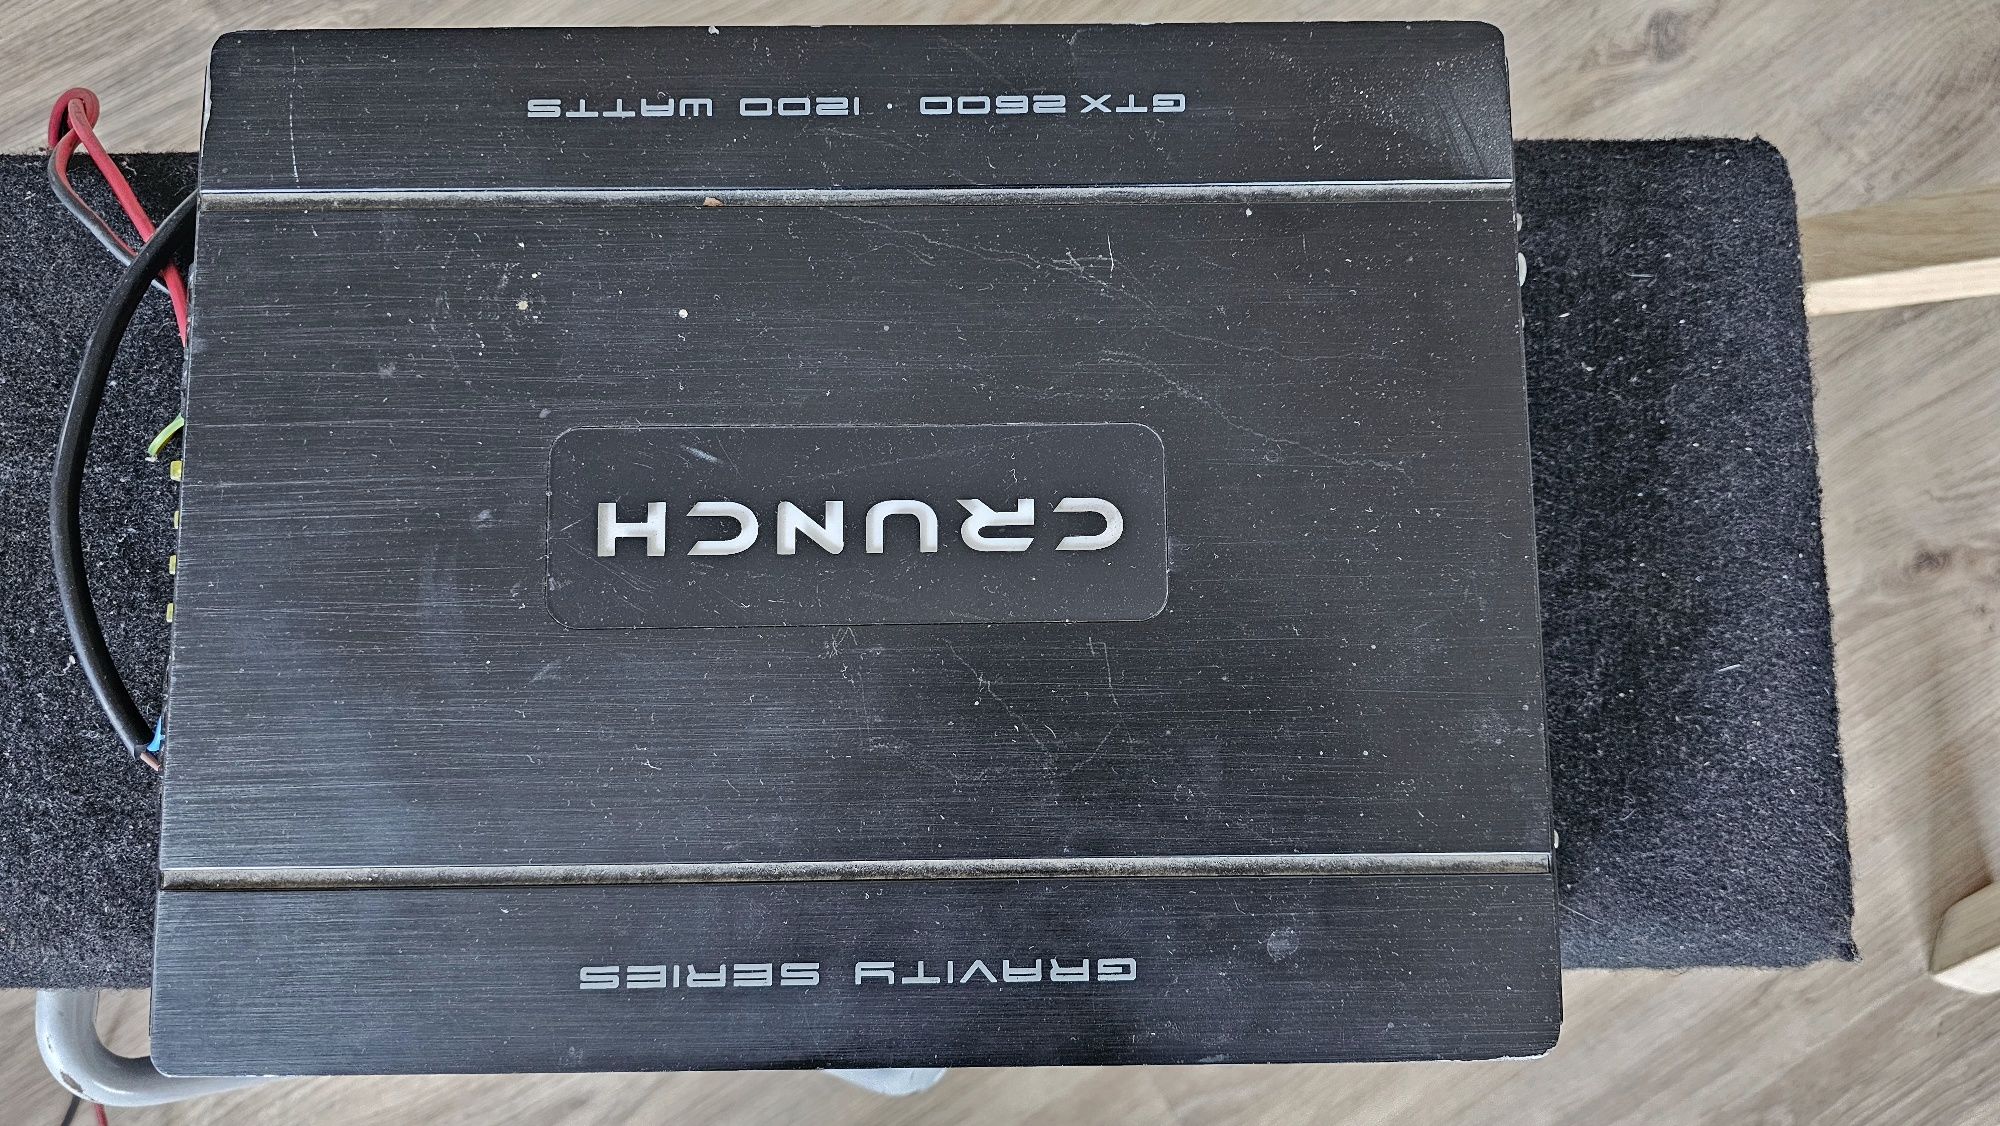 GRAVITY SERIES
CRUNCH
GTX 2600 · 1200 WATTS